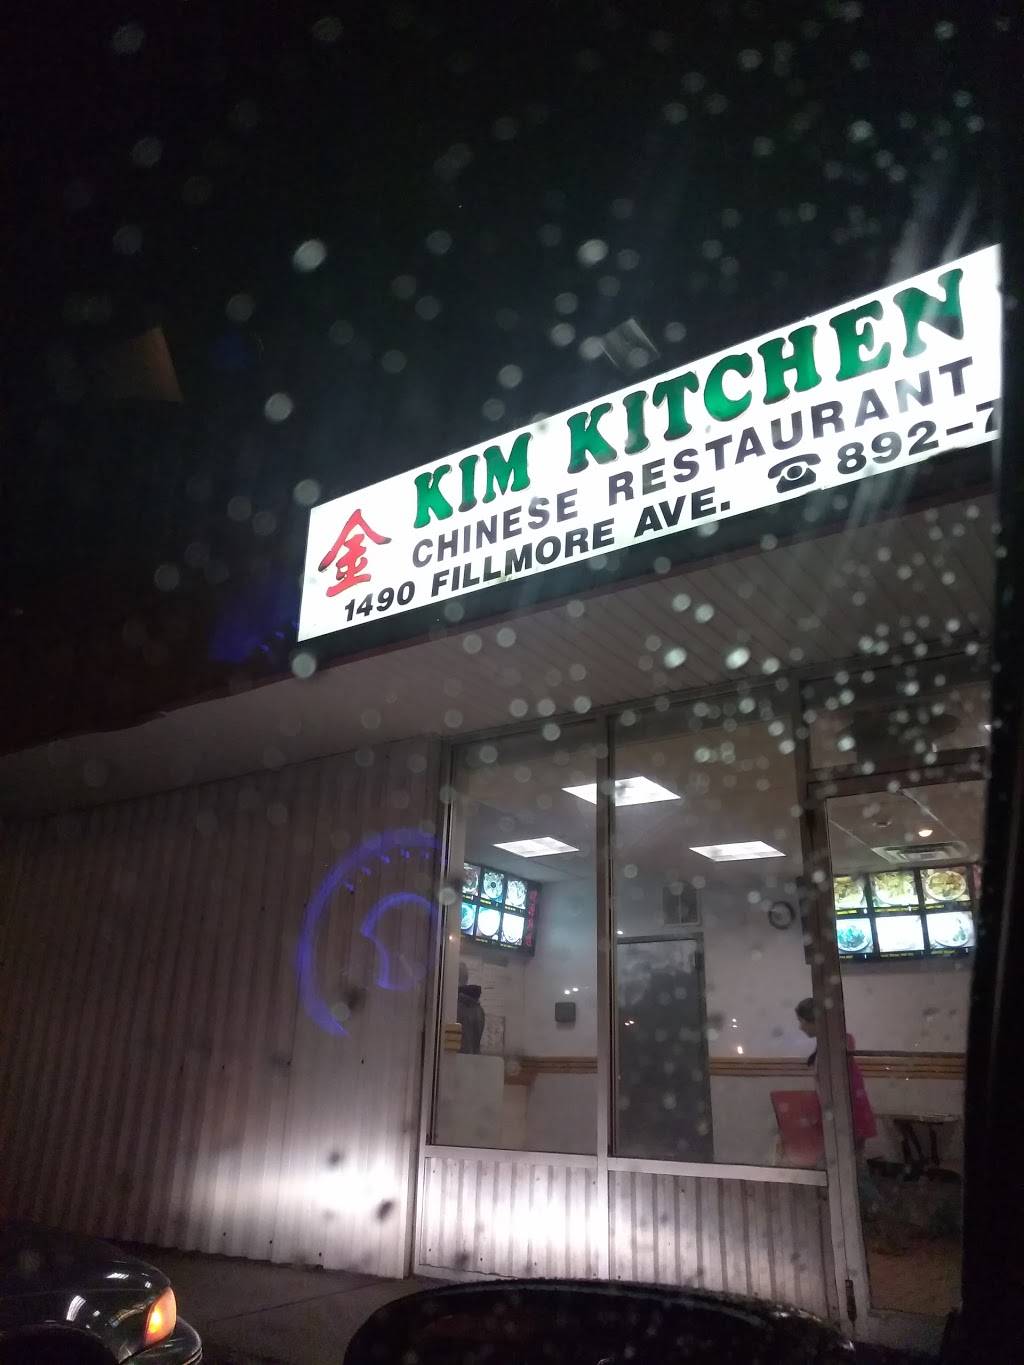 金
KIM KITCHEN
CHINESE RESTAURANT
1490 FILLMORE AVE. ☎ 892-7